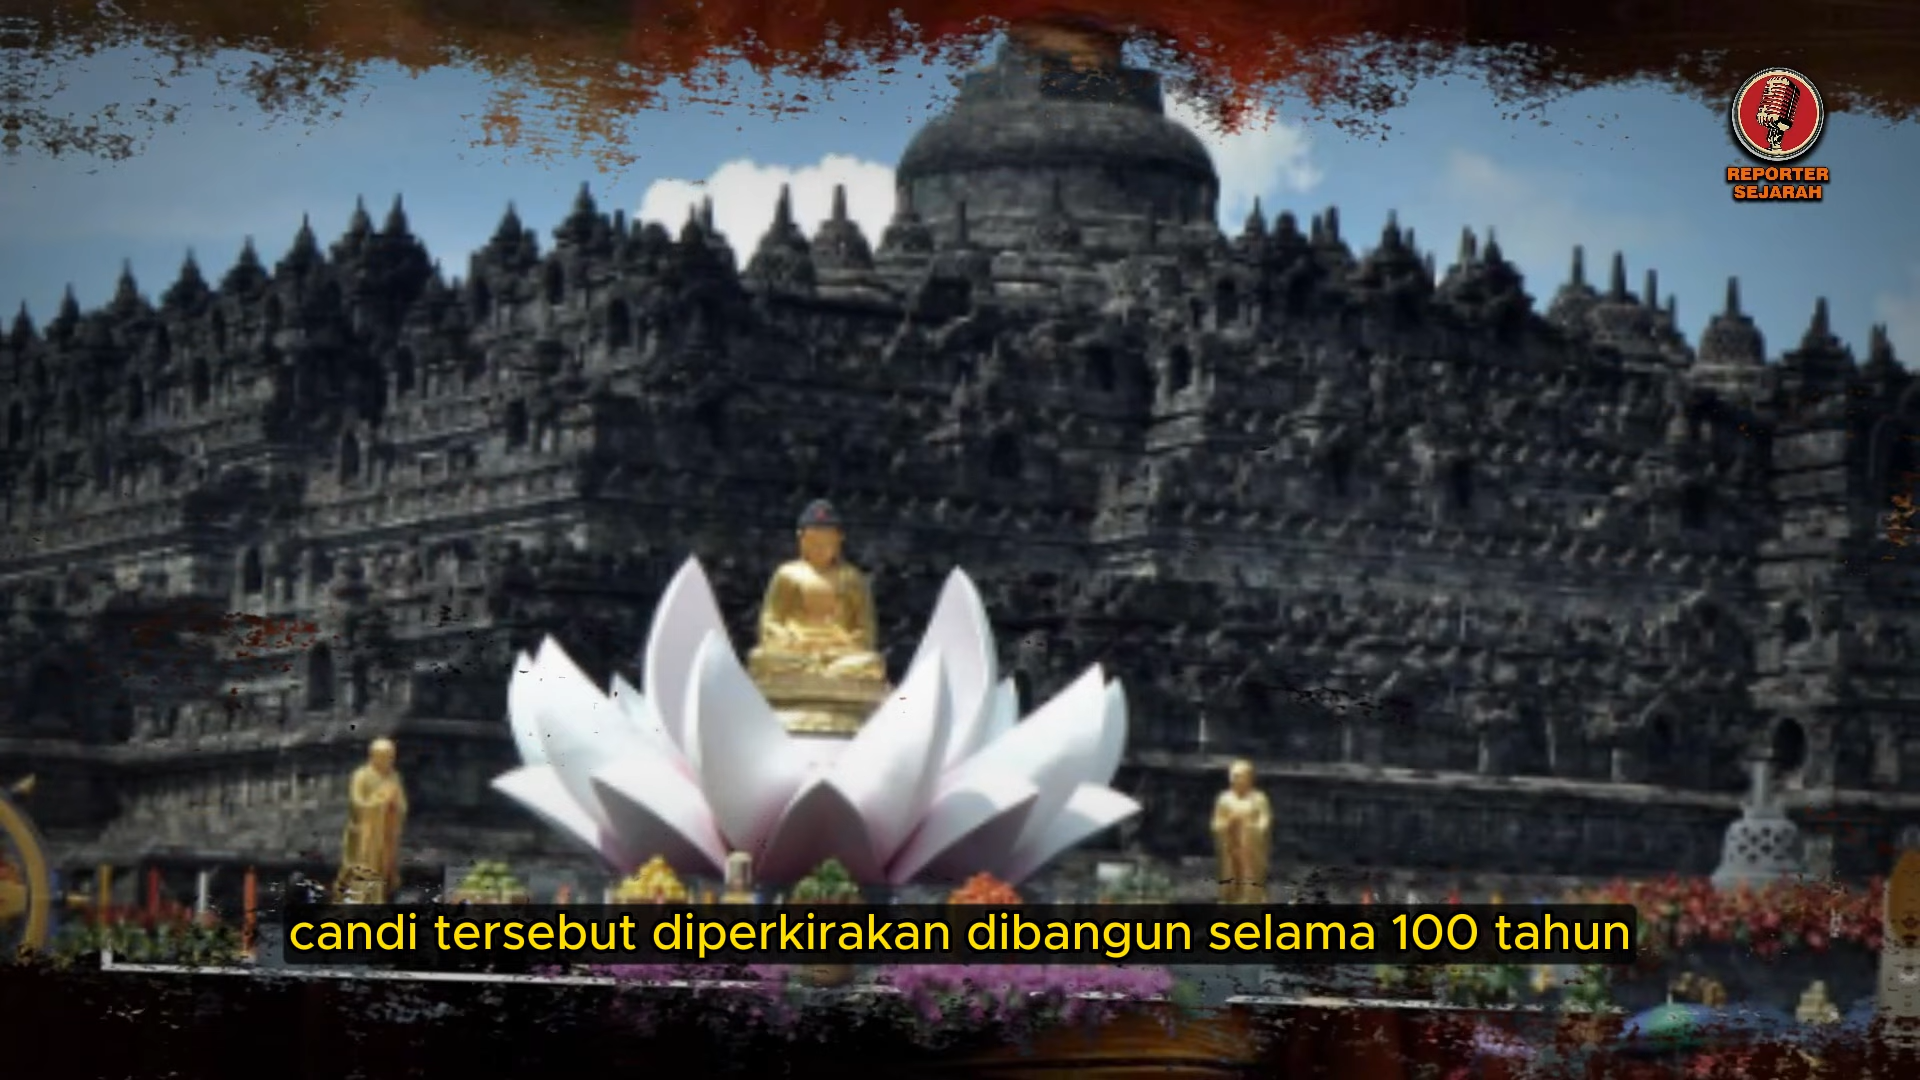 REPORTER
SEJARAH
candi tersebut diperkirakan dibangun selama 100 tahun